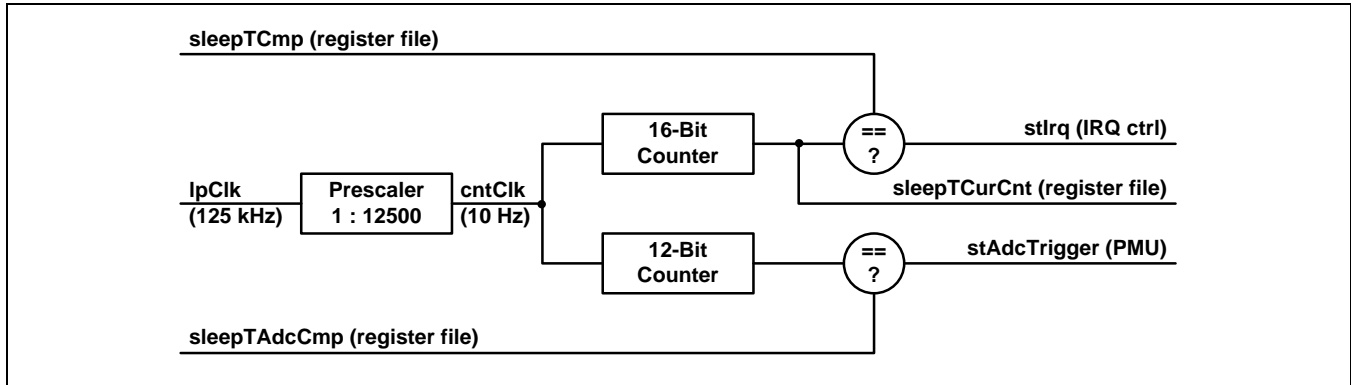 sleepTCmp (register file)
16-Bit
Counter
==
?
stIrq (IRQ ctrl)
lpClk
(125 kHz)
Prescaler
1 : 12500
cntClk
(10 Hz)
sleepTCurCnt (register file)
12-Bit
Counter
==
?
stAdcTrigger (PMU)
sleepTAdcCmp (register file)